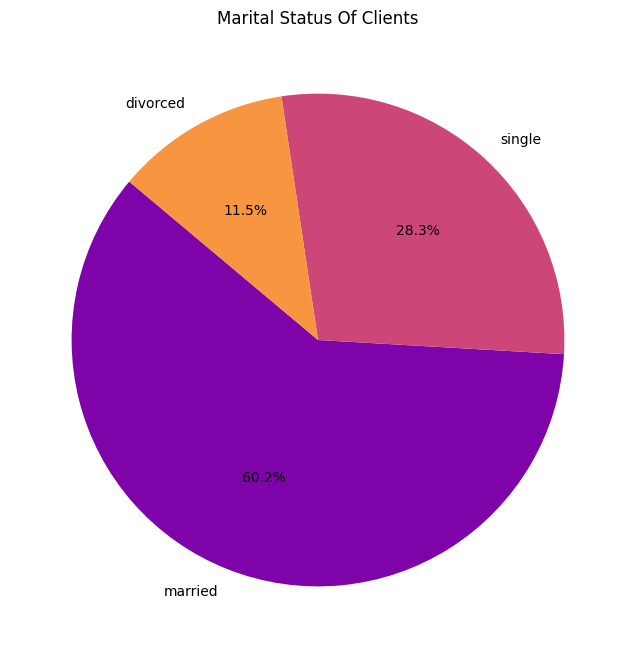 Marital Status Of Clients
divorced
single
11.5%
28.3%
60.2%
married